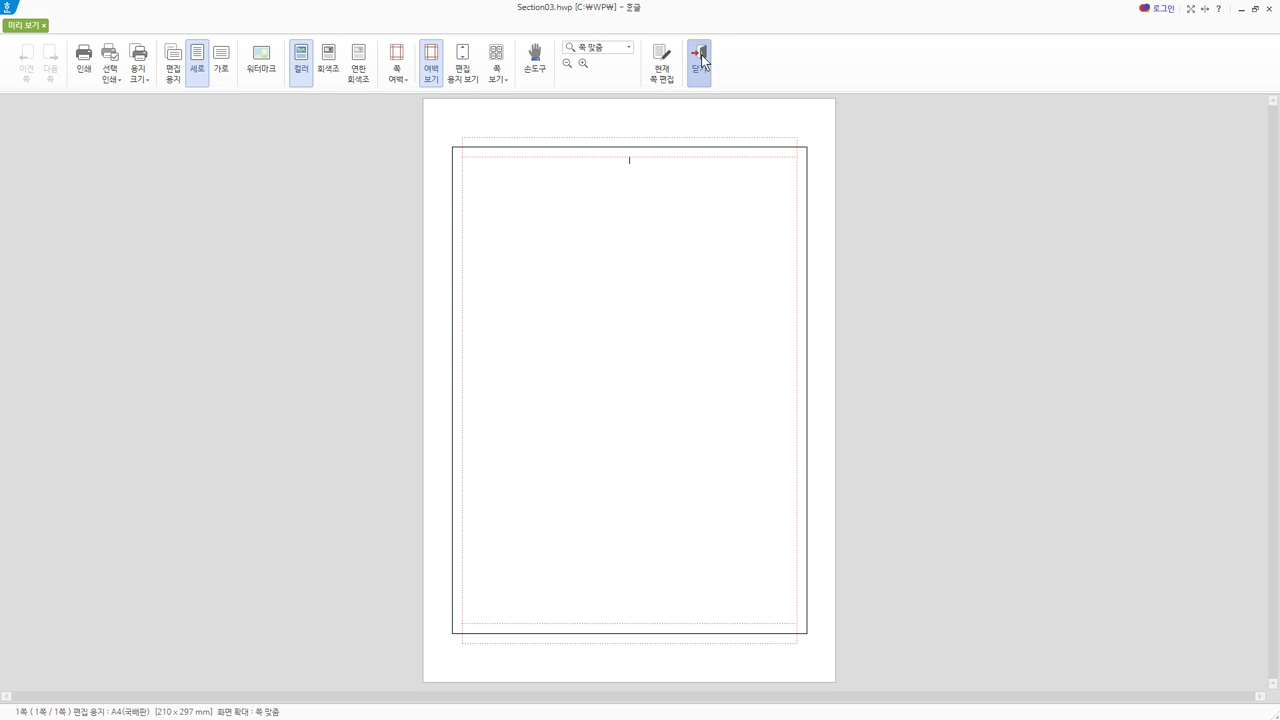 Section03.hwp [C:\WP\] - 훈글
로그인
?
미리 보기 ×
이전 쪽
다음 쪽
인쇄
선택 인쇄
용지 크기
편집 용지
세로
가로
워터마크
컬러
회색조
연한 회색조
쪽 여백
여백 보기
편집 용지 보기
쪽 보기
손도구
쪽 맞춤
현재 쪽 편집
닫기
1쪽 ( 1쪽 / 1쪽 ) 편집 용지 : A4(국배판) [210 x 297 mm] 화면 확대 : 쪽 맞춤